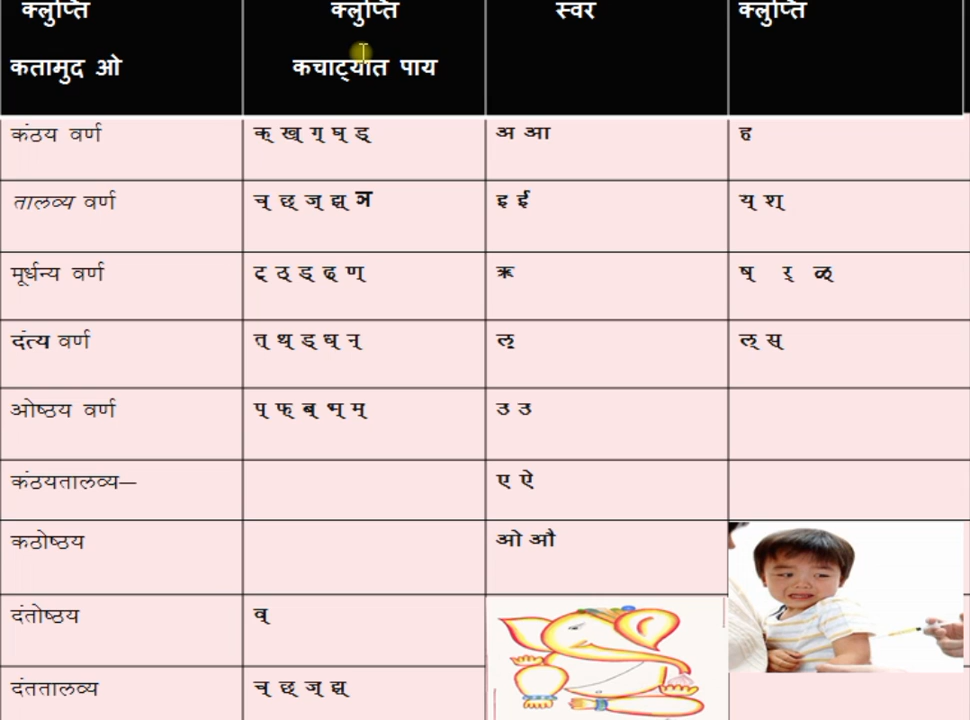 क्लुप्ति क्लुप्ति स्वर क्लुप्ति
कतामुद ओ कचाट्यात पाय
कंठय वर्ण क् ख् ग् ष् ड् अ आ ह
तालव्य वर्ण च् छ् ज् झ् ञ इ ई य् श्
मूर्धन्य वर्ण ट् ठ् ड् ढ् ण् ऋ ष् र् ळ्
दंत्य वर्ण त् थ् ड् घ् न् लृ ल् स्
ओष्ठय वर्ण प् फ् ब् भ् म् उ उ
कंठयतालव्य— ए ऐ
कठोष्ठय ओ औ
दंतोष्ठय व्
दंततालव्य च् छ् ज् झ्